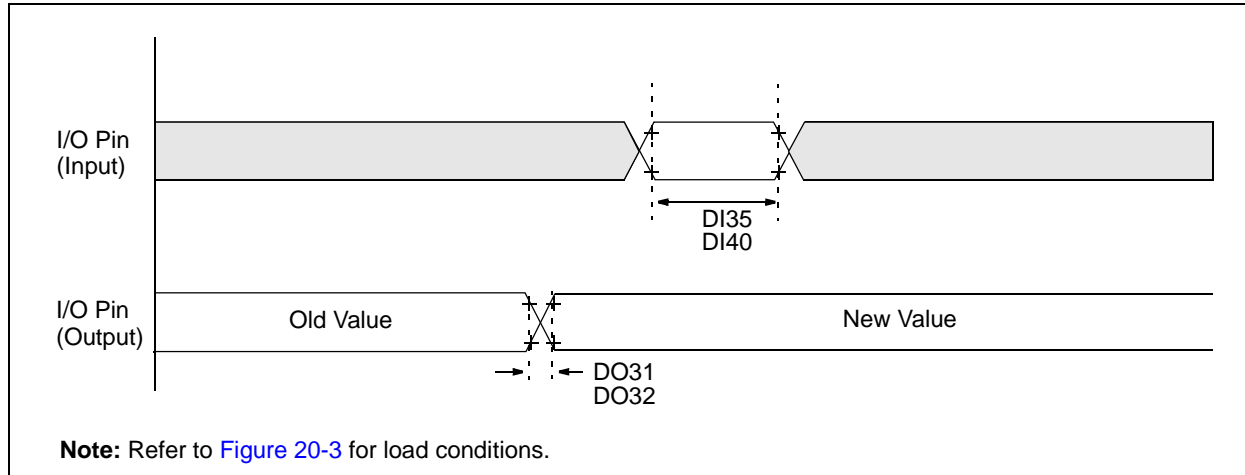 I/O Pin
(Input)
DI35
DI40
I/O Pin
(Output)
Old Value
New Value
DO31
DO32
Note: Refer to Figure 20-3 for load conditions.